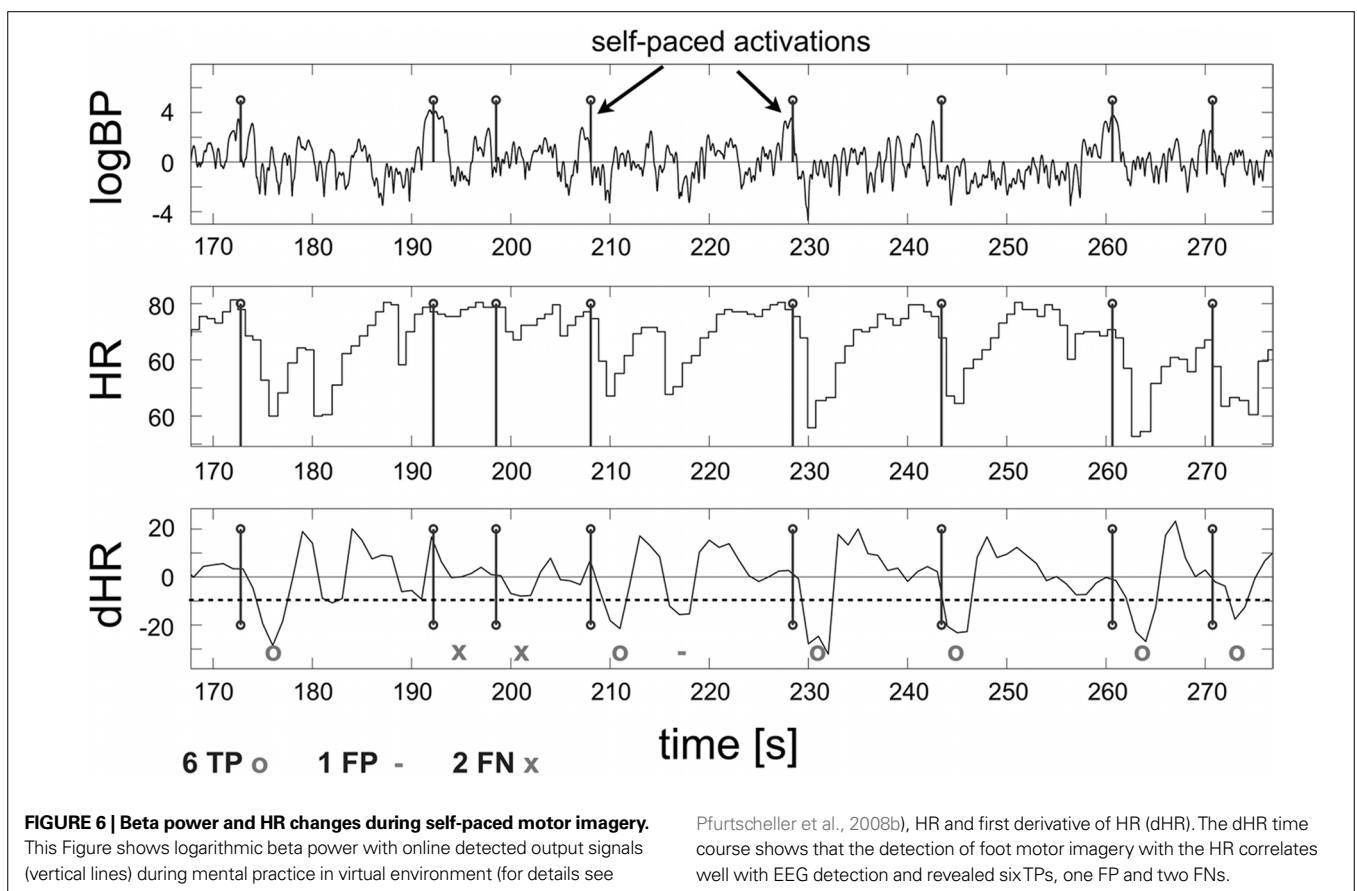 self-paced activations
logBP
4
0
-4
170 180 190 200 210 220 230 240 250 260 270
HR
80
60
60
170 180 190 200 210 220 230 240 250 260 270
dHR
20
0
-20
o x x o - o o o o
170 180 190 200 210 220 230 240 250 260 270
time [s]
6 TP o 1 FP - 2 FN x
FIGURE 6 | Beta power and HR changes during self-paced motor imagery.
This Figure shows logarithmic beta power with online detected output signals
(vertical lines) during mental practice in virtual environment (for details see
Pfurtscheller et al., 2008b), HR and first derivative of HR (dHR). The dHR time
course shows that the detection of foot motor imagery with the HR correlates
well with EEG detection and revealed six TPs, one FP and two FNs.